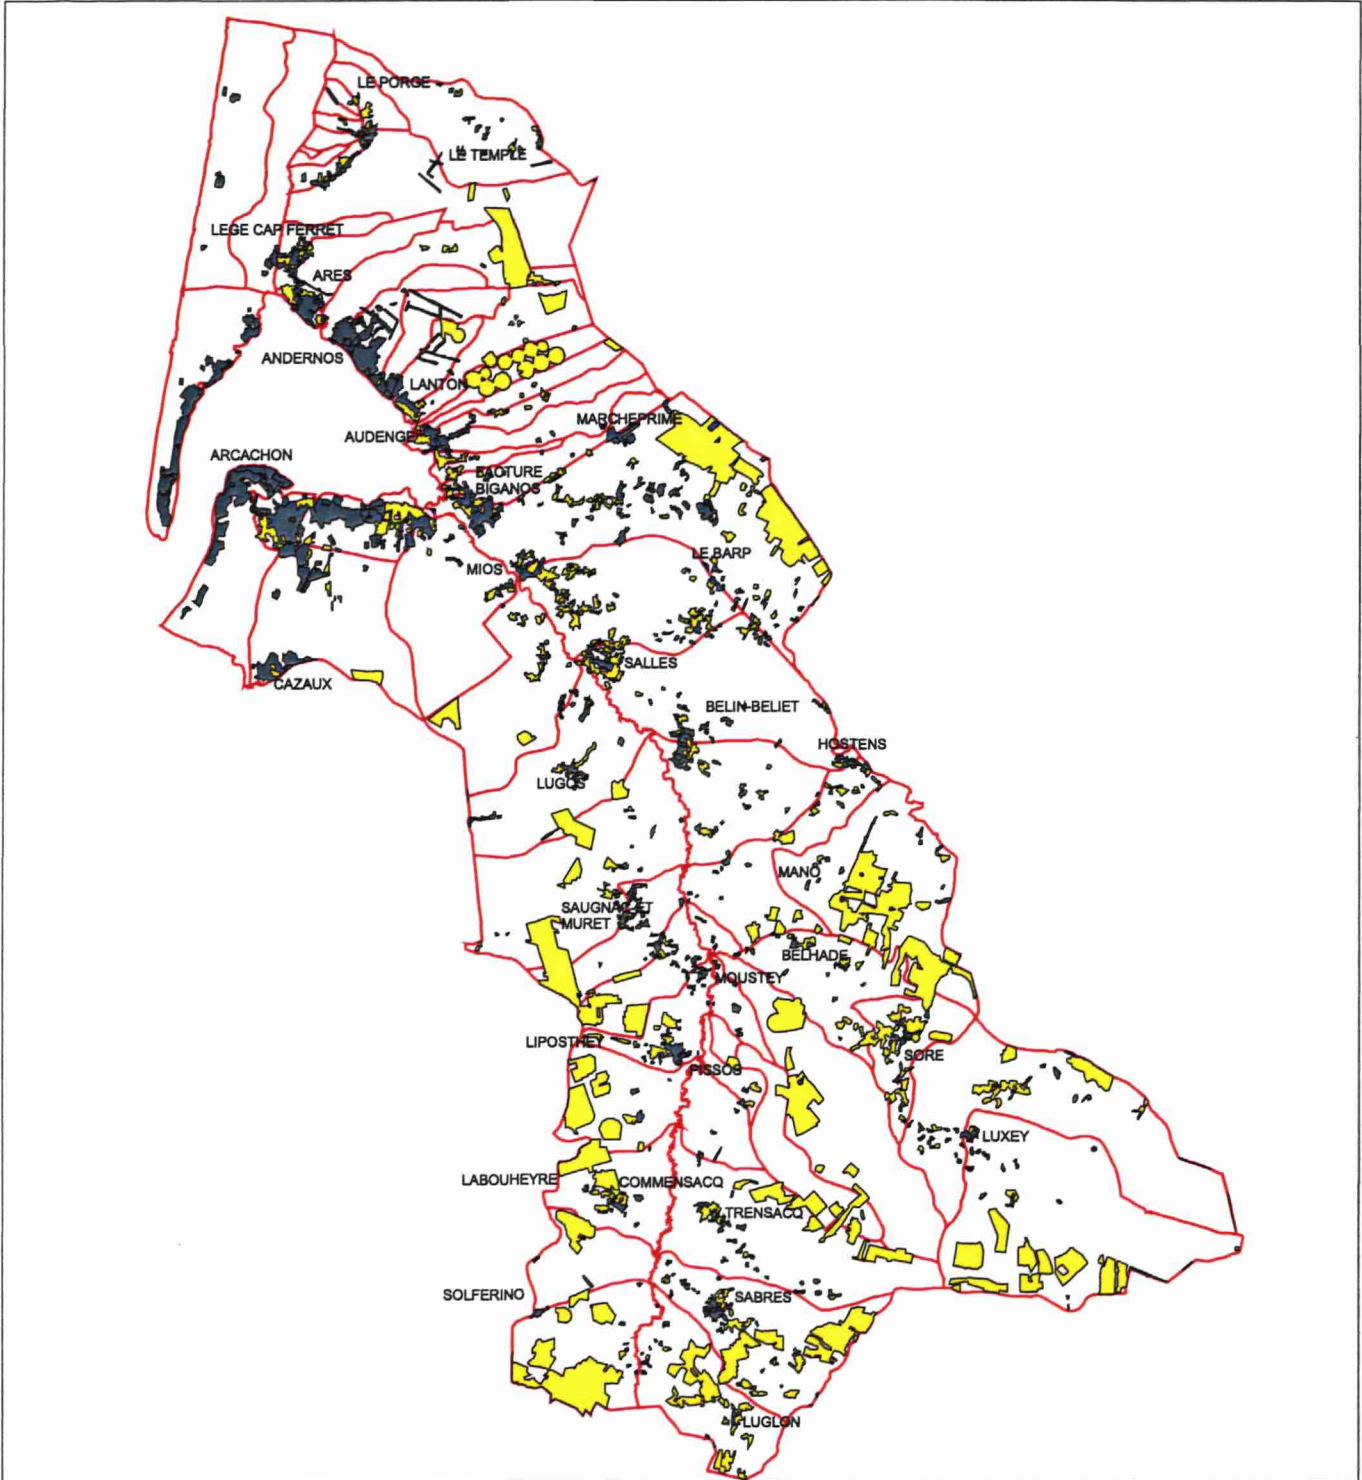 LE PORGE
LE TEMPLE
LEGE CAP FERRET
ARES
ANDERNOS
LANTON
MARCHEPRIME
AUDENGE
ARCACHON
FACTURE
BIGANOS
LE BARP
MIOS
SALLES
CAZAUX
BELIN-BELIET
HOSTENS
LUGOS
MANO
SAUGNAC ET
MURET
BELHADE
MOUSTEY
LIPOSTHEY
SORE
PISSOS
LUXEY
LABOUHEYRE
COMMENSACQ
TRENSACQ
SOLFERINO
SABRES
LUGLON